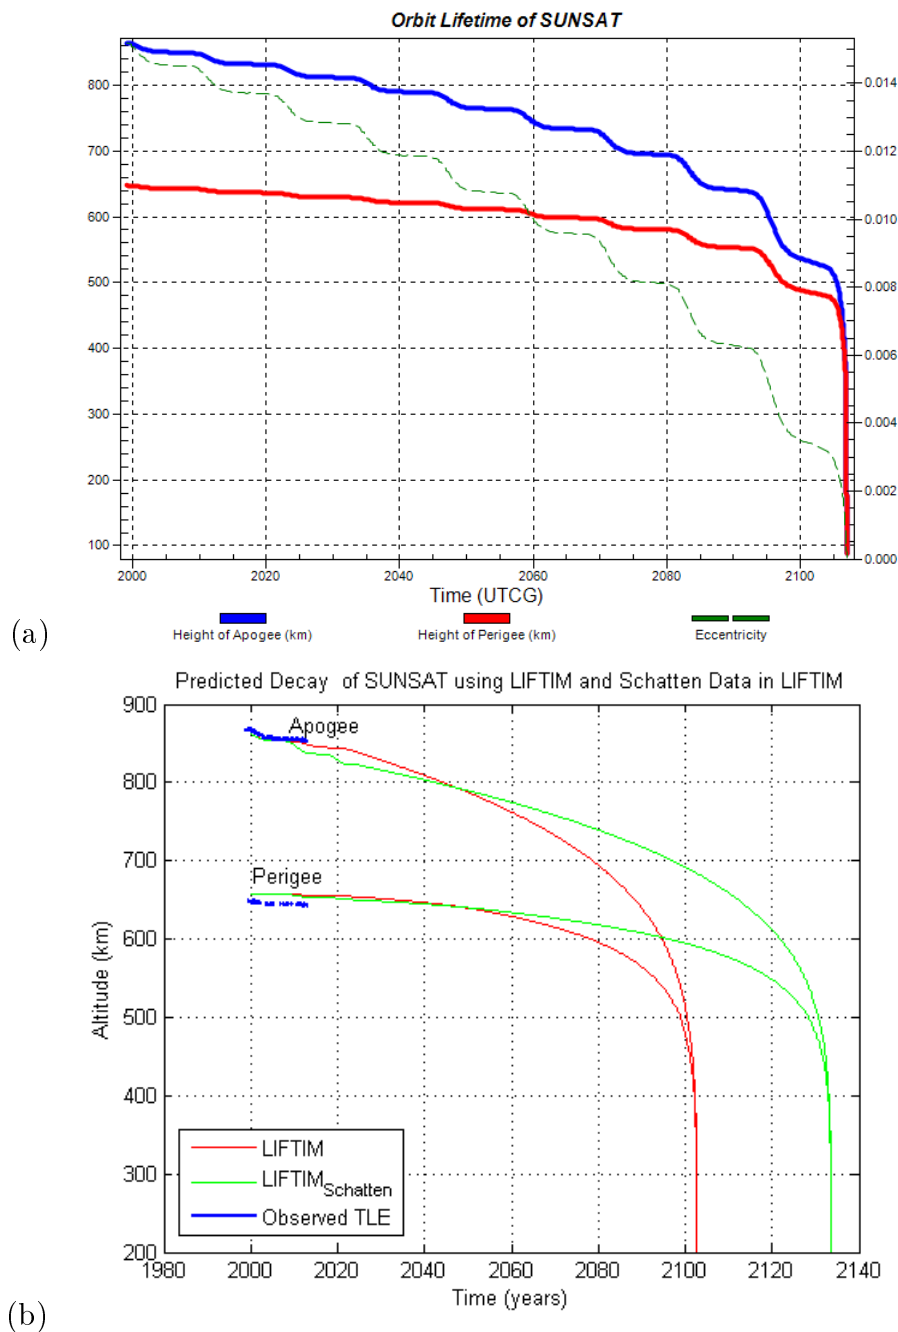 Orbit Lifetime of SUNSAT
800
700
600
500
400
300
200
100
0.014
0.012
0.010
0.008
0.006
0.004
0.002
0.000
2000 2020 2040 2060 2080 2100
Time (UTCG)
Height of Apogee (km) Height of Perigee (km) Eccentricity
(a)
Predicted Decay of SUNSAT using LIFTIM and Schatten Data in LIFTIM
900
800
700
600
500
400
300
200
Altitude (km)
Apogee
Perigee
LIFTIM
LIFTIM Schatten
Observed TLE
1980 2000 2020 2040 2060 2080 2100 2120 2140
Time (years)
(b)